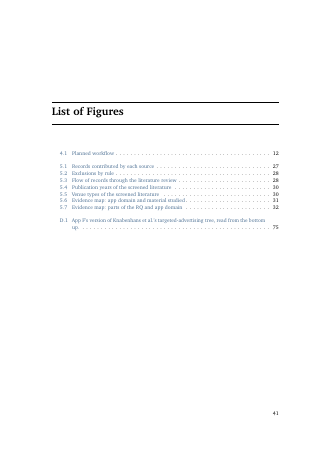 List of Figures
4.1 Planned workflow . . . . . . . . . . . . . . . . . . . . . . . . . . . . . . . . . . . . 12
5.1 Records contributed by each source . . . . . . . . . . . . . . . . . . . . . . . . . . 27
5.2 Exclusions by rule . . . . . . . . . . . . . . . . . . . . . . . . . . . . . . . . . . . 28
5.3 Flow of records through the literature review . . . . . . . . . . . . . . . . . . . . 28
5.4 Publication years of the screened literature . . . . . . . . . . . . . . . . . . . . . 30
5.5 Venue types of the screened literature . . . . . . . . . . . . . . . . . . . . . . . . 30
5.6 Evidence map: app domain and material studied . . . . . . . . . . . . . . . . . . . 31
5.7 Evidence map: parts of the RQ and app domain . . . . . . . . . . . . . . . . . . . . 32
D.1 App F's version of et al.'s targeted-advertising tree, read from the bottom
up . . . . . . . . . . . . . . . . . . . . . . . . . . . . . . . . . . . . . . . . . . 75
41